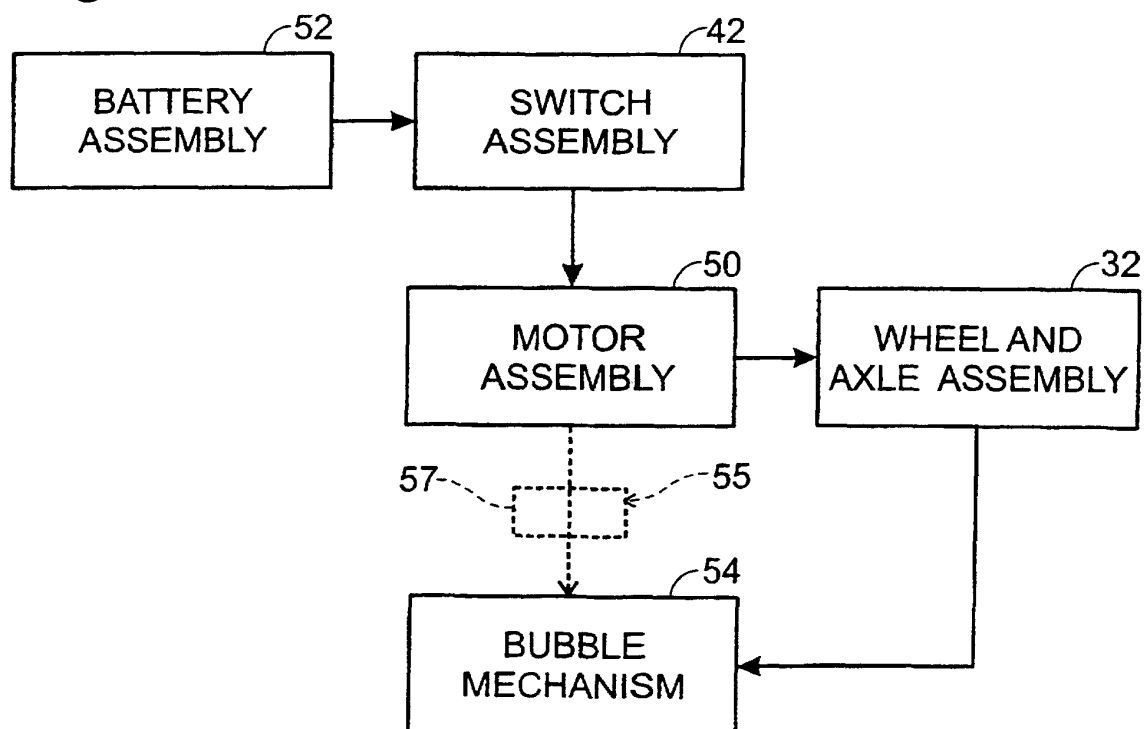 52
42
BATTERY
ASSEMBLY
SWITCH
ASSEMBLY
50
32
MOTOR
ASSEMBLY
WHEEL AND
AXLE ASSEMBLY
57
55
54
BUBBLE
MECHANISM